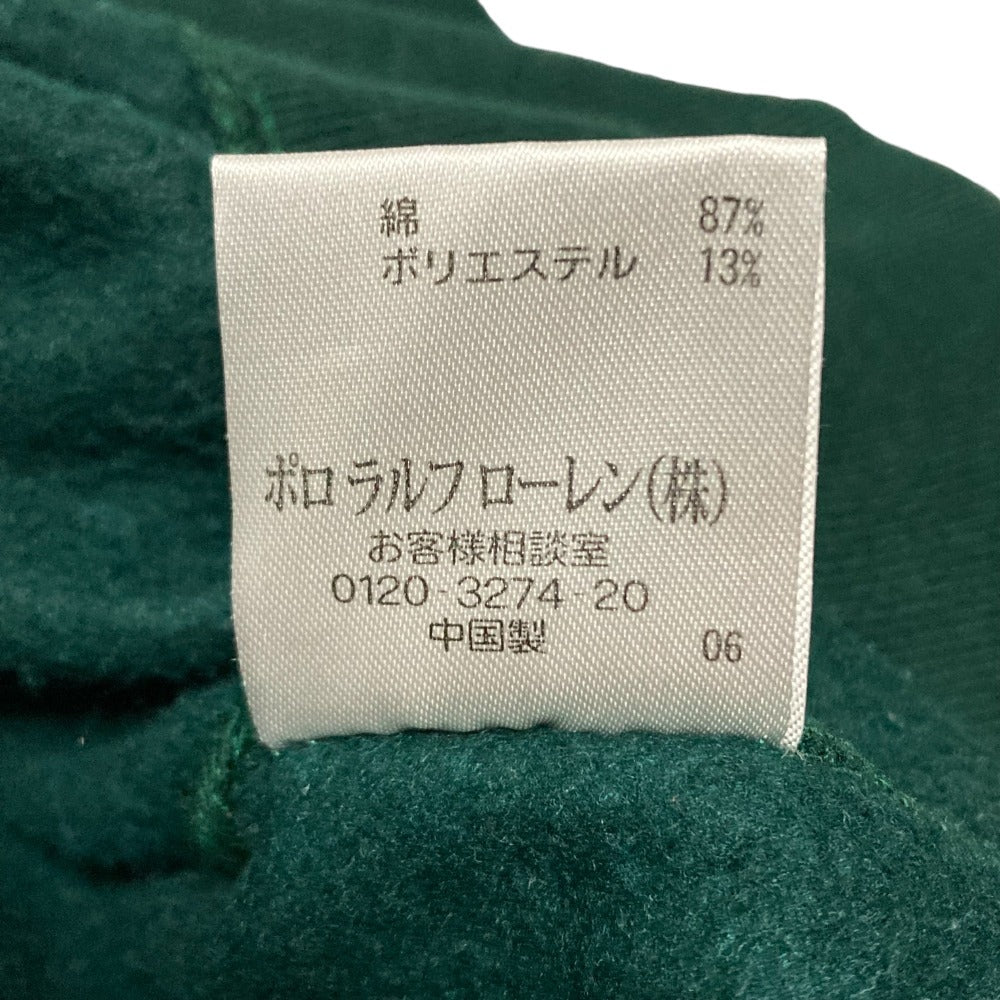 綿 87%
ポリエステル 13%
ポロ ラルフ ローレン(株)
お客様相談室
0120-3274-20
中国製 06